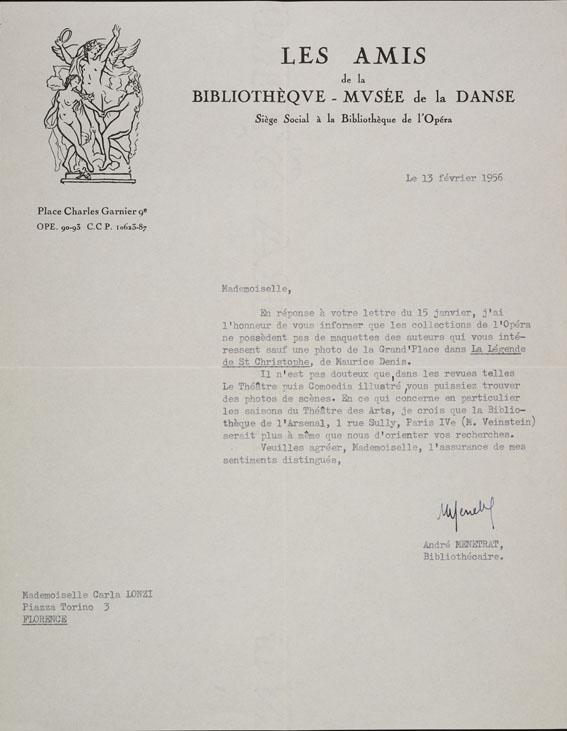 LES AMIS
de la
BIBLIOTHÈQVE - MVSÉE de la DANSE
Siège Social à la Bibliothèque de l'Opéra
Le 13 février 1956
Place Charles Garnier 9e
OPE. 90-93 C.C P. 10623-87
Mademoiselle,
En réponse à votre lettre du 15 janvier, j'ai
l'honneur de vous informer que les collections de l'Opéra
ne possèdent pas de maquettes des auteurs qui vous inté-
ressent sauf une photo de la Grand'Place dans La Légende
de St Christophe, de Maurice Denis.
Il n'est pas douteux que,dans les revues telles
Le Théâtre puis Comoedia illustré,vous puissiez trouver
des photos de scènes. En ce qui concerne en particulier
les saisons du Théâtre des Arts, je crois que la Biblio-
thèque de l'Arsenal, 1 rue Sully, Paris IVe (M. Veinstein)
serait plus à même que nous d'orienter vos recherches.
Veuilles agréer, Mademoiselle, l'assurance de mes
sentiments distingués,
André MENETRAT,
Bibliothécaire.
Mademoiselle Carla LONZI
Piazza Torino 3
FLORENCE